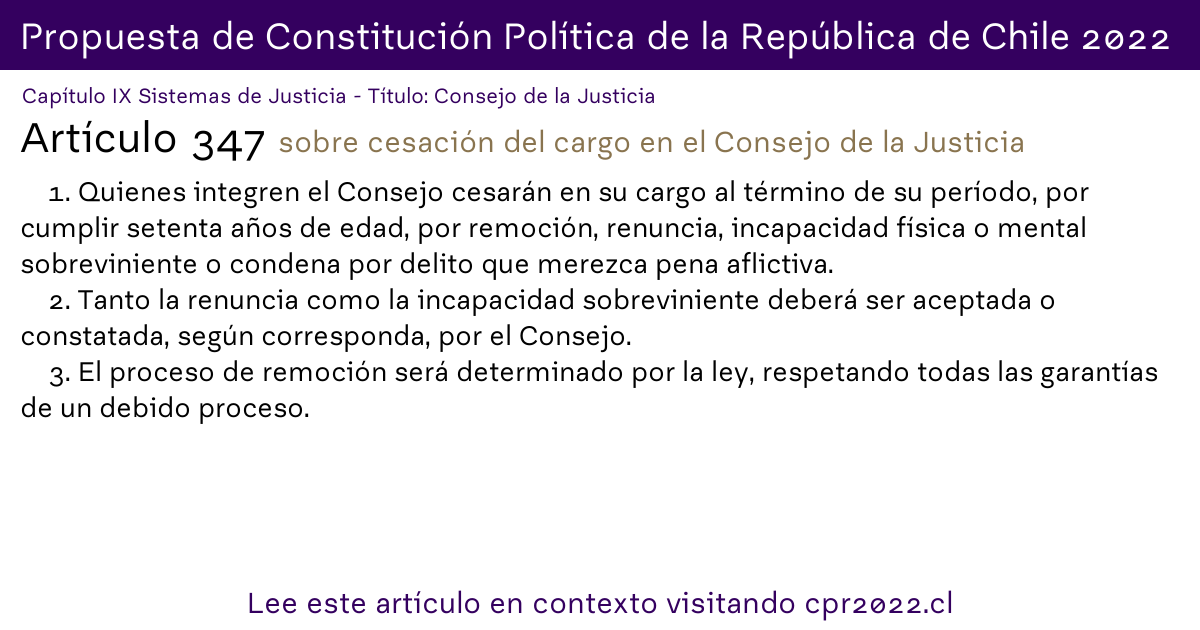 Propuesta de Constitución Política de la República de Chile 2022
Capítulo IX Sistemas de Justicia - Título: Consejo de la Justicia
Artículo 347 sobre cesación del cargo en el Consejo de la Justicia
1. Quienes integren el Consejo cesarán en su cargo al término de su período, por
cumplir setenta años de edad, por remoción, renuncia, incapacidad física o mental
sobreviniente o condena por delito que merezca pena aflictiva.
2. Tanto la renuncia como la incapacidad sobreviniente deberá ser aceptada o
constatada, según corresponda, por el Consejo.
3. El proceso de remoción será determinado por la ley, respetando todas las garantías
de un debido proceso.
Lee este artículo en contexto visitando cpr2022.cl